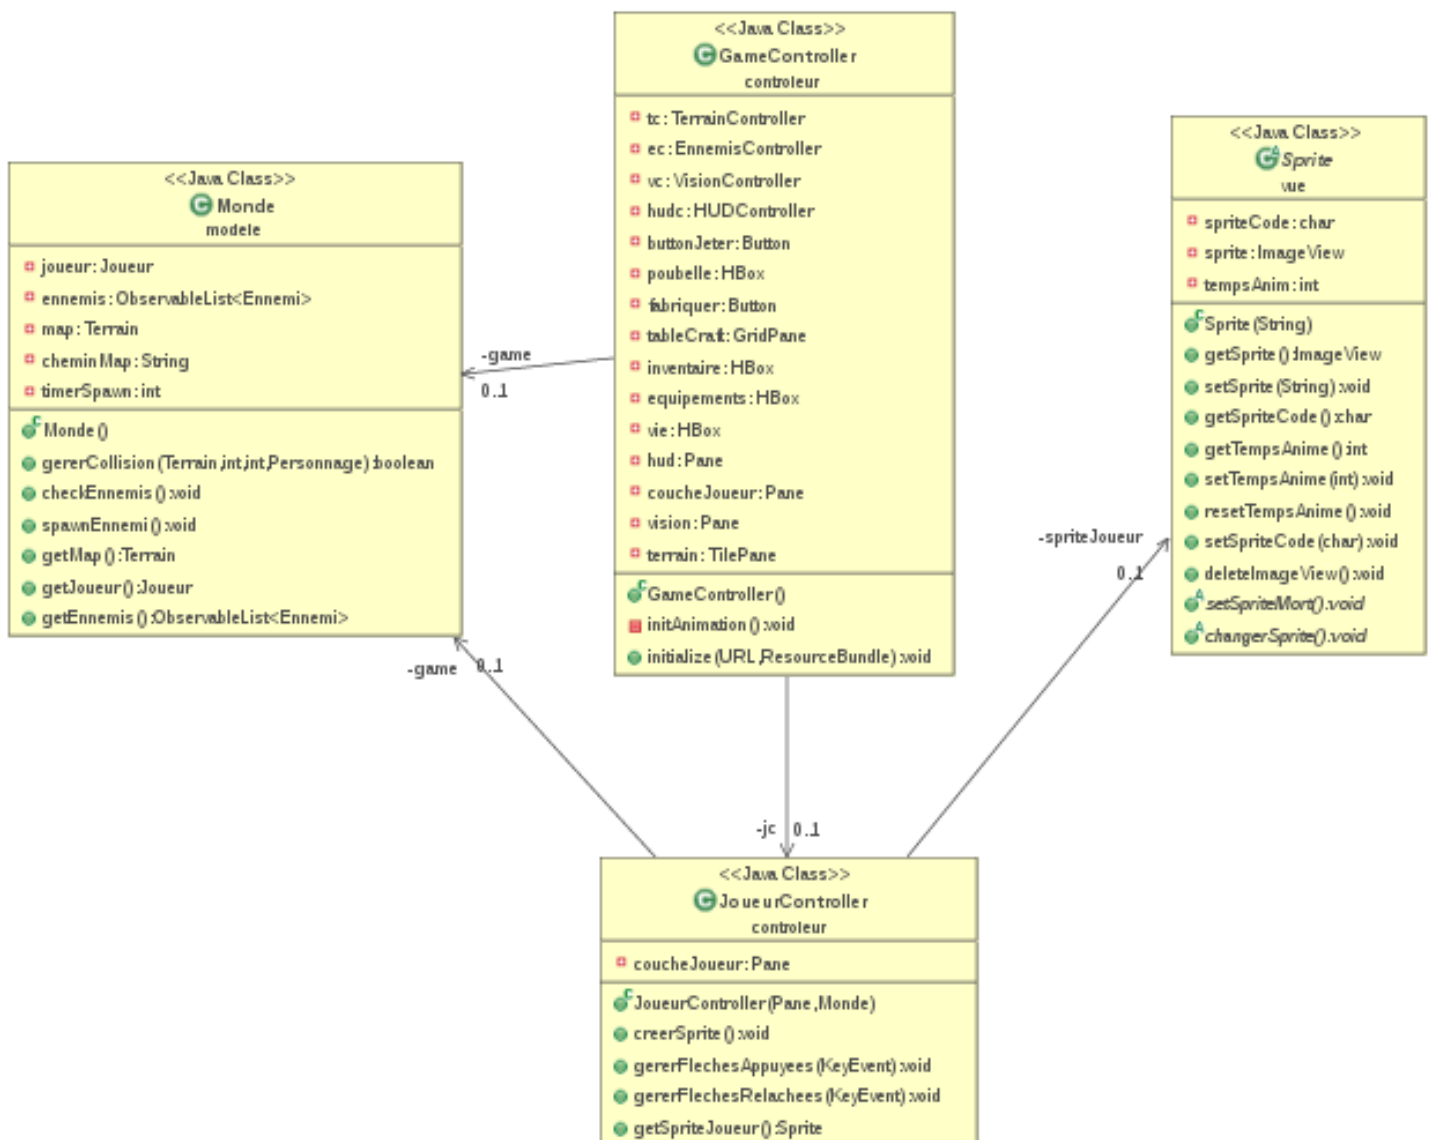 <<Java Class>>
GameController
controleur
tc:TerrainController
ec:EnnemisController
vc:VisionController
hudc:HUDController
buttonJeter:Button
poubelle:HBox
fabriquer:Button
tableCraft:GridPane
inventaire:HBox
equipements:HBox
vie:HBox
hud:Pane
coucheJoueur:Pane
vision:Pane
terrain:TilePane
GameController()
initAnimation():void
initialize(URL,ResourceBundle):void
<<Java Class>>
Sprite
vue
spriteCode:char
sprite:ImageView
tempsAnim:int
Sprite(String)
getSprite():ImageView
setSprite(String):void
getSpriteCode():char
getTempsAnime():int
setTempsAnime(int):void
resetTempsAnime():void
setSpriteCode(char):void
deleteImageView():void
setSpriteMort():void
changerSprite():void
<<Java Class>>
Monde
modele
joueur:Joueur
ennemis:ObservableList<Ennemi>
map:Terrain
cheminMap:String
timerSpawn:int
Monde()
gererCollision(Terrain,int,int,Personnage):boolean
checkEnnemis():void
spawnEnnemi():void
getMap():Terrain
getJoueur():Joueur
getEnnemis():ObservableList<Ennemi>
-game
0..1
-spriteJoueur
0..1
-game
0..1
-jc
0..1
<<Java Class>>
JoueurController
controleur
coucheJoueur:Pane
JoueurController(Pane,Monde)
creerSprite():void
gererFlechesAppuyees(KeyEvent):void
gererFlechesRelachees(KeyEvent):void
getSpriteJoueur():Sprite